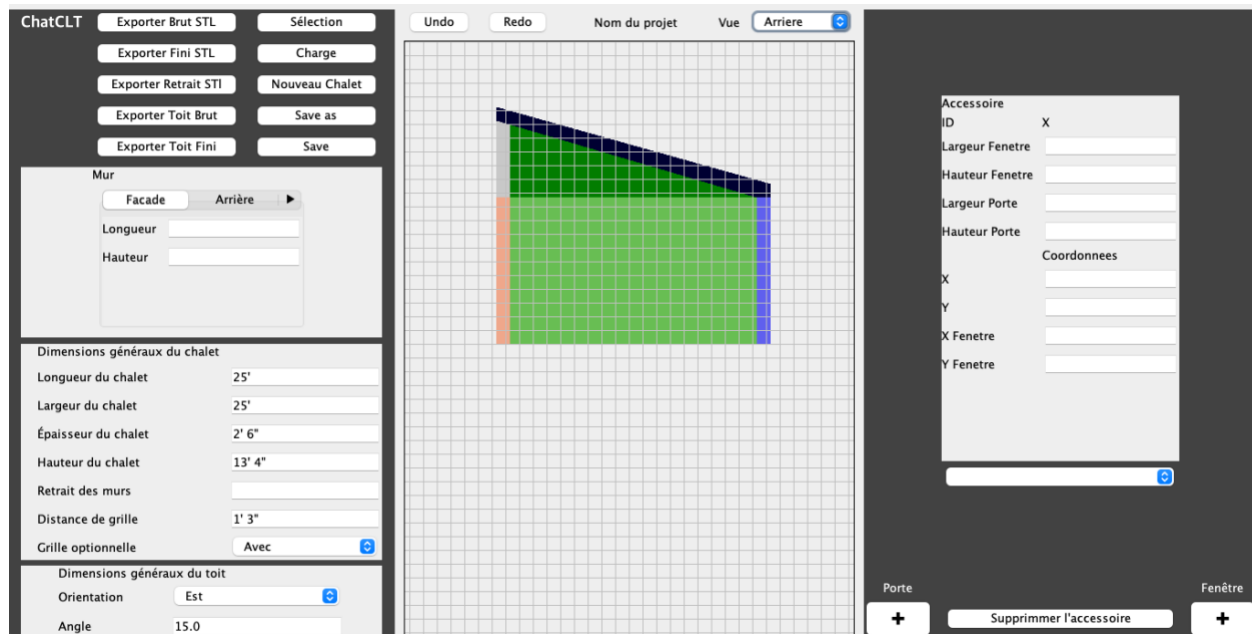 ChatCLT
Exporter Brut STL
Sélection
Exporter Fini STL
Charge
Exporter Retrait STl
Nouveau Chalet
Exporter Toit Brut
Save as
Exporter Toit Fini
Save
Mur
Facade Arrière
Longueur
Hauteur
Dimensions généraux du chalet
Longueur du chalet 25'
Largeur du chalet 25'
Épaisseur du chalet 2' 6"
Hauteur du chalet 13' 4"
Retrait des murs
Distance de grille 1' 3"
Grille optionnelle Avec
Dimensions généraux du toit
Orientation Est
Angle 15.0
Undo Redo Nom du projet Vue Arriere
Accessoire
ID X
Largeur Fenetre
Hauteur Fenetre
Largeur Porte
Hauteur Porte
Coordonnees
X
Y
X Fenetre
Y Fenetre
Porte Fenêtre
+ Supprimmer l'accessoire +